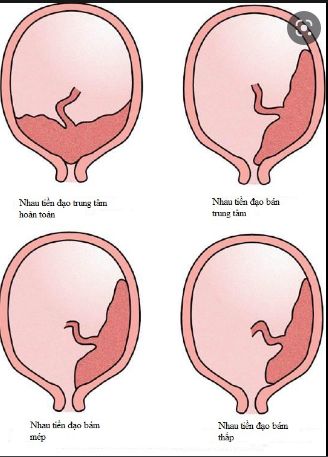 Nhau tiền đạo trung tâm
hoàn toàn
Nhau tiền đạo bán
trung tâm
Nhau tiền đạo bám
mép
Nhau tiền đạo bám
thấp